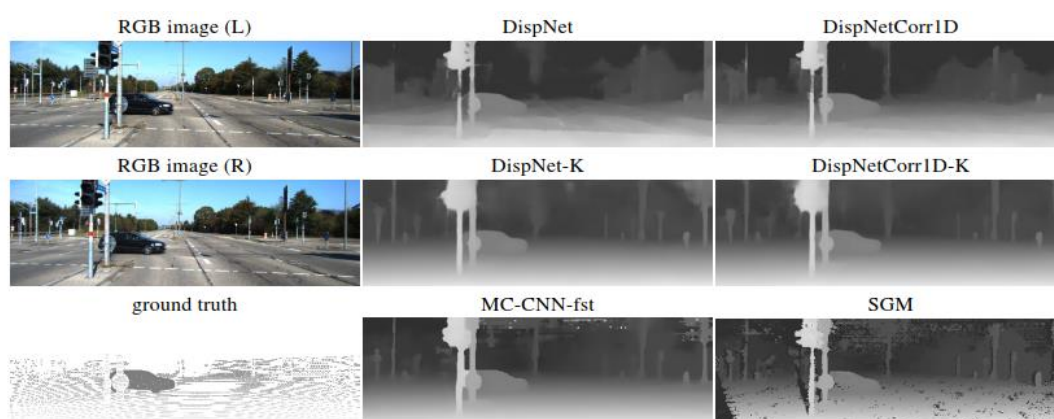 RGB image (L)
DispNet
DispNetCorr1D
RGB image (R)
DispNet-K
DispNetCorr1D-K
ground truth
MC-CNN-fst
SGM